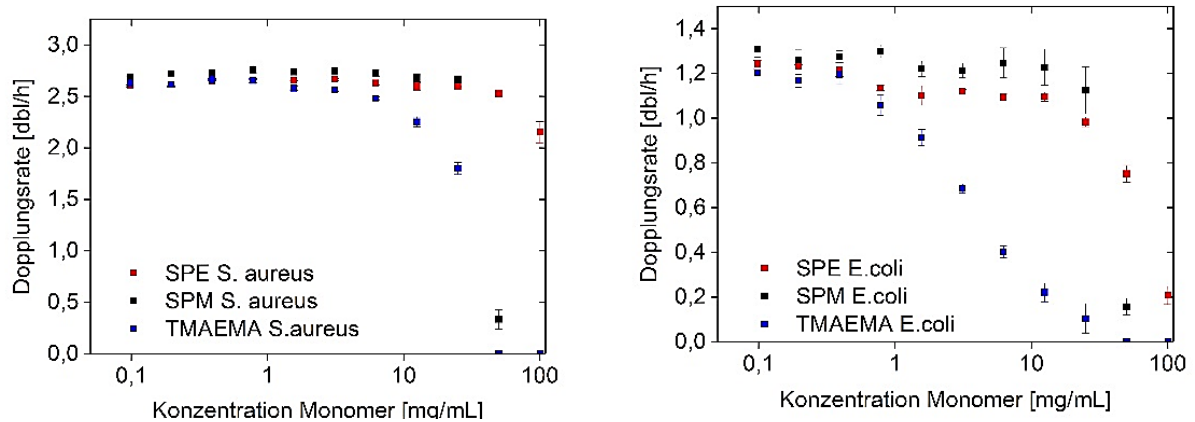 Dopplungsrate [dbl/h]
3,0
2,5
2,0
1,5
1,0
0,5
0,0
SPE S. aureus
SPM S. aureus
TMAEMA S.aureus
0,1 1 10 100
Konzentration Monomer [mg/mL]
Dopplungsrate [dbl/h]
1,4
1,2
1,0
0,8
0,6
0,4
0,2
0,0
SPE E.coli
SPM E.coli
TMAEMA E.coli
0,1 1 10 100
Konzentration Monomer [mg/mL]